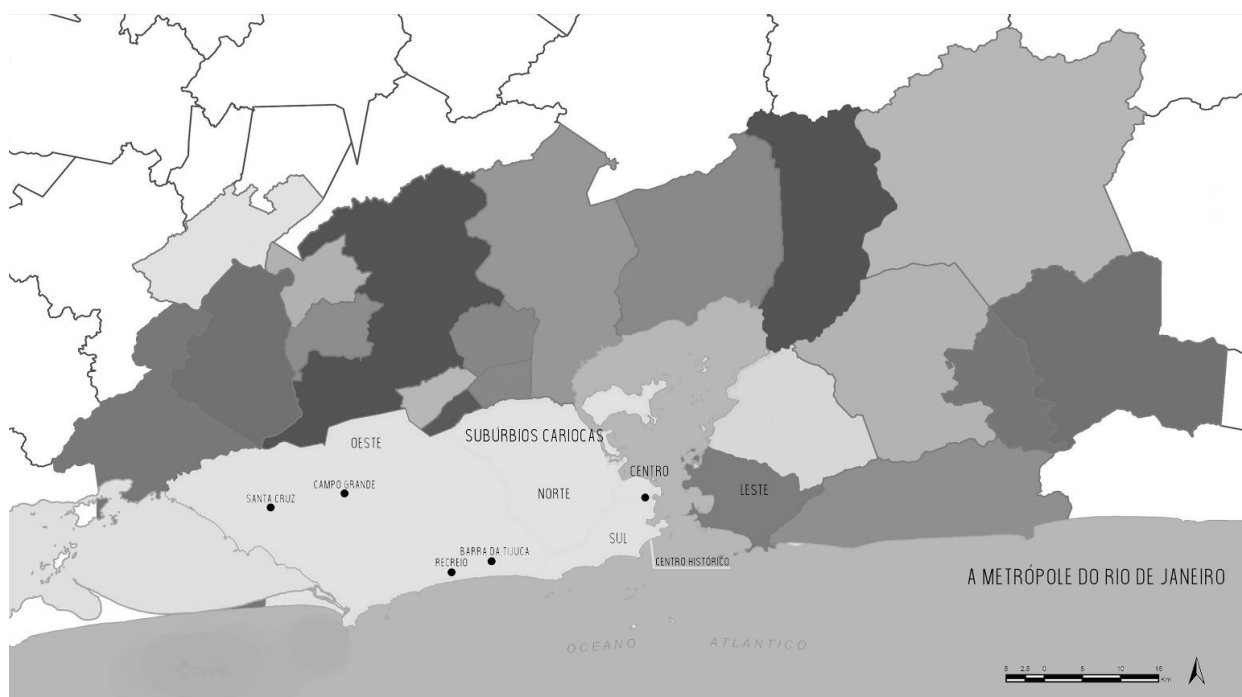 OESTE
SUBÚRBIOS CARIOCAS
CENTRO
CAMPO GRANDE
SANTA CRUZ
NORTE
LESTE
SUL
BARRA DA TIJUCA
RECREIO
CENTRO HISTÓRICO
A METRÓPOLE DO RIO DE JANEIRO
OCEANO ATLÂNTICO
5 2,5 0 5 10 15
Km